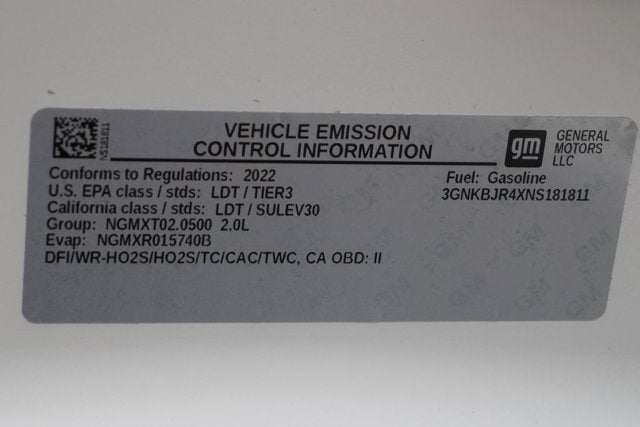 VEHICLE EMISSION
CONTROL INFORMATION
NS181811
gm
GENERAL
MOTORS
LLC
Conforms to Regulations: 2022
Fuel: Gasoline
U.S. EPA class / stds: LDT / TIER3
3GNKBJR4XNS181811
California class / stds: LDT / SULEV30
Group: NGMXT02.0500 2.0L
Evap: NGMXR015740B
DFI/WR-HO2S/HO2S/TC/CAC/TWC, CA OBD: II